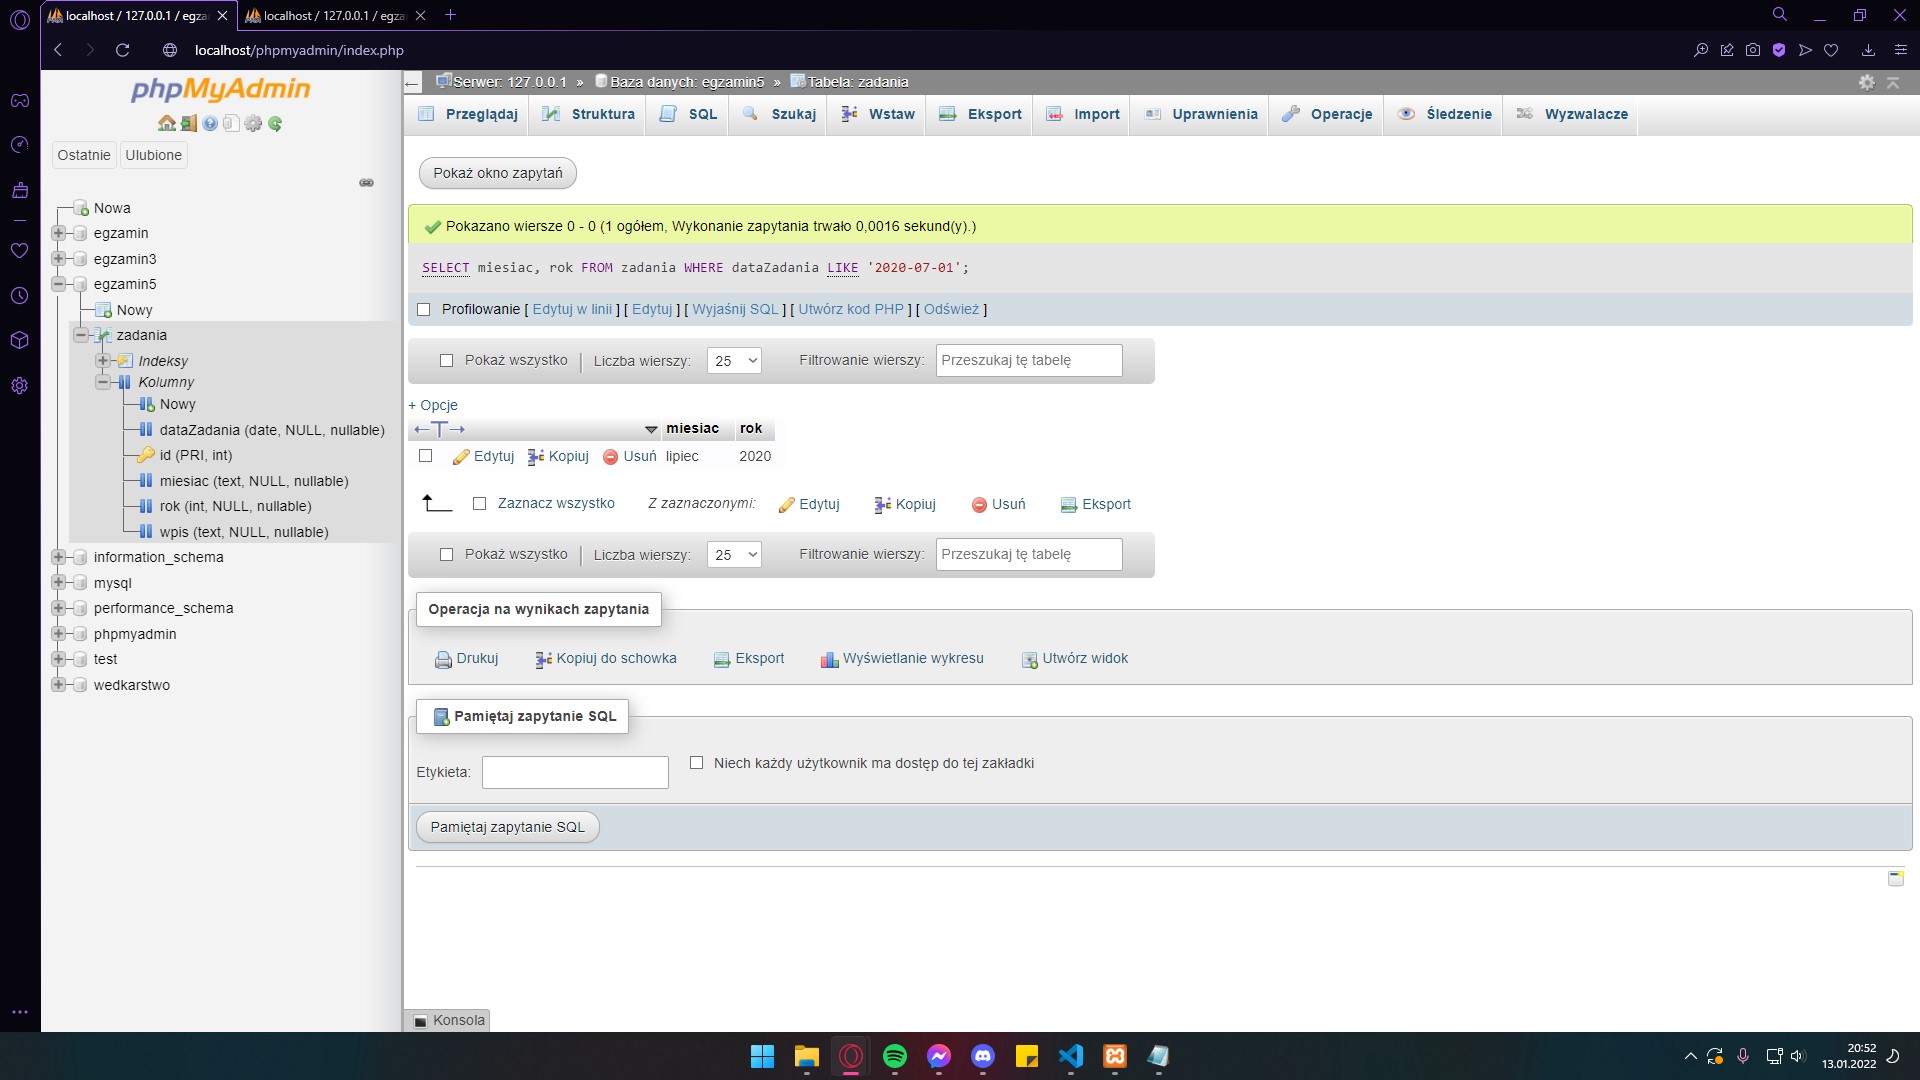 localhost / 127.0.0.1 / egza
localhost / 127.0.0.1 / egza
localhost/phpmyadmin/index.php
phpMyAdmin
Ostatnie
Ulubione
Nowa
egzamin
egzamin3
egzamin5
Nowy
zadania
Indeksy
Kolumny
Nowy
dataZadania (date, NULL, nullable)
id (PRI, int)
miesiac (text, NULL, nullable)
rok (int, NULL, nullable)
wpis (text, NULL, nullable)
information_schema
mysql
performance_schema
phpmyadmin
test
wedkarstwo
Serwer: 127.0.0.1 » Baza danych: egzamin5 » Tabela: zadania
Przeglądaj Struktura SQL Szukaj Wstaw Eksport Import Uprawnienia Operacje Śledzenie Wyzwalacze
Pokaż okno zapytań
Pokazano wiersze 0 - 0 (1 ogółem, Wykonanie zapytania trwało 0,0016 sekund(y).)
SELECT miesiac, rok FROM zadania WHERE dataZadania LIKE '2020-07-01';
Profilowanie [ Edytuj w linii ] [ Edytuj ] [ Wyjaśnij SQL ] [ Utwórz kod PHP ] [ Odśwież ]
Pokaż wszystko Liczba wierszy: 25 Filtrowanie wierszy: Przeszukaj tę tabelę
+ Opcje
←T→ miesiac rok
Edytuj Kopiuj Usuń lipiec 2020
Zaznacz wszystko Z zaznaczonymi: Edytuj Kopiuj Usuń Eksport
Pokaż wszystko Liczba wierszy: 25 Filtrowanie wierszy: Przeszukaj tę tabelę
Operacja na wynikach zapytania
Drukuj Kopiuj do schowka Eksport Wyświetlanie wykresu Utwórz widok
Pamiętaj zapytanie SQL
Etykieta: Niech każdy użytkownik ma dostęp do tej zakładki
Pamiętaj zapytanie SQL
Konsola
20:52
13.01.2022